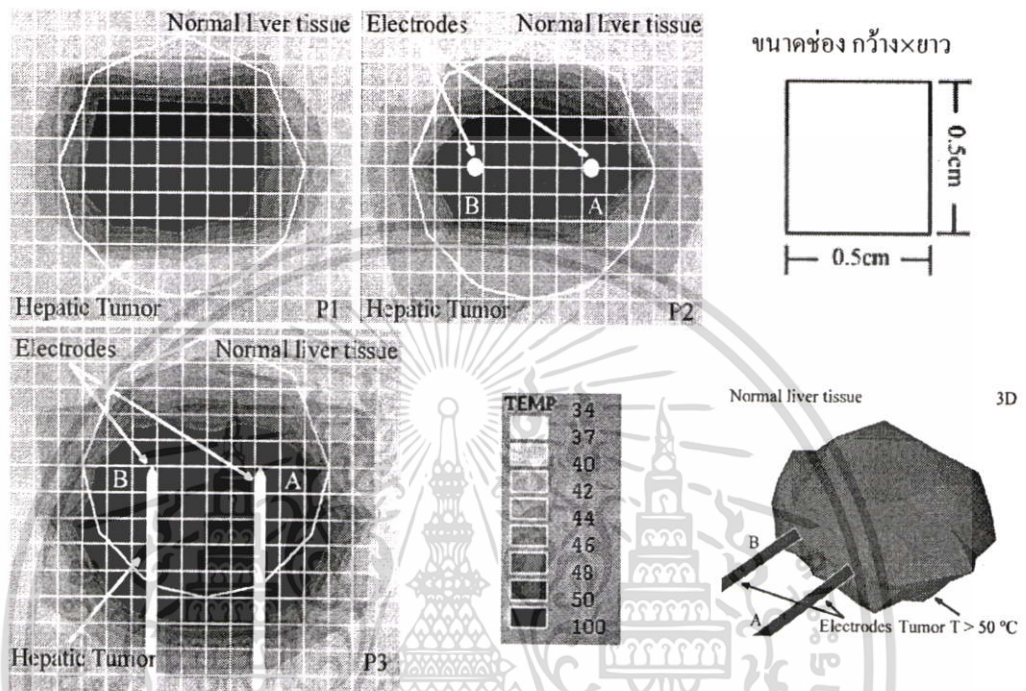 Normal liver tissue
Hepatic Tumor
P1
Electrodes
Normal liver tissue
B
A
Hepatic Tumor
P2
ขนาดช่อง กว้าง×ยาว
0.5cm
0.5cm
Electrodes
Normal liver tissue
B
A
Hepatic Tumor
P3
TEMP
34
37
40
42
44
46
48
50
100
Normal liver tissue
3D
B
A
Electrodes
Tumor T > 50 °C